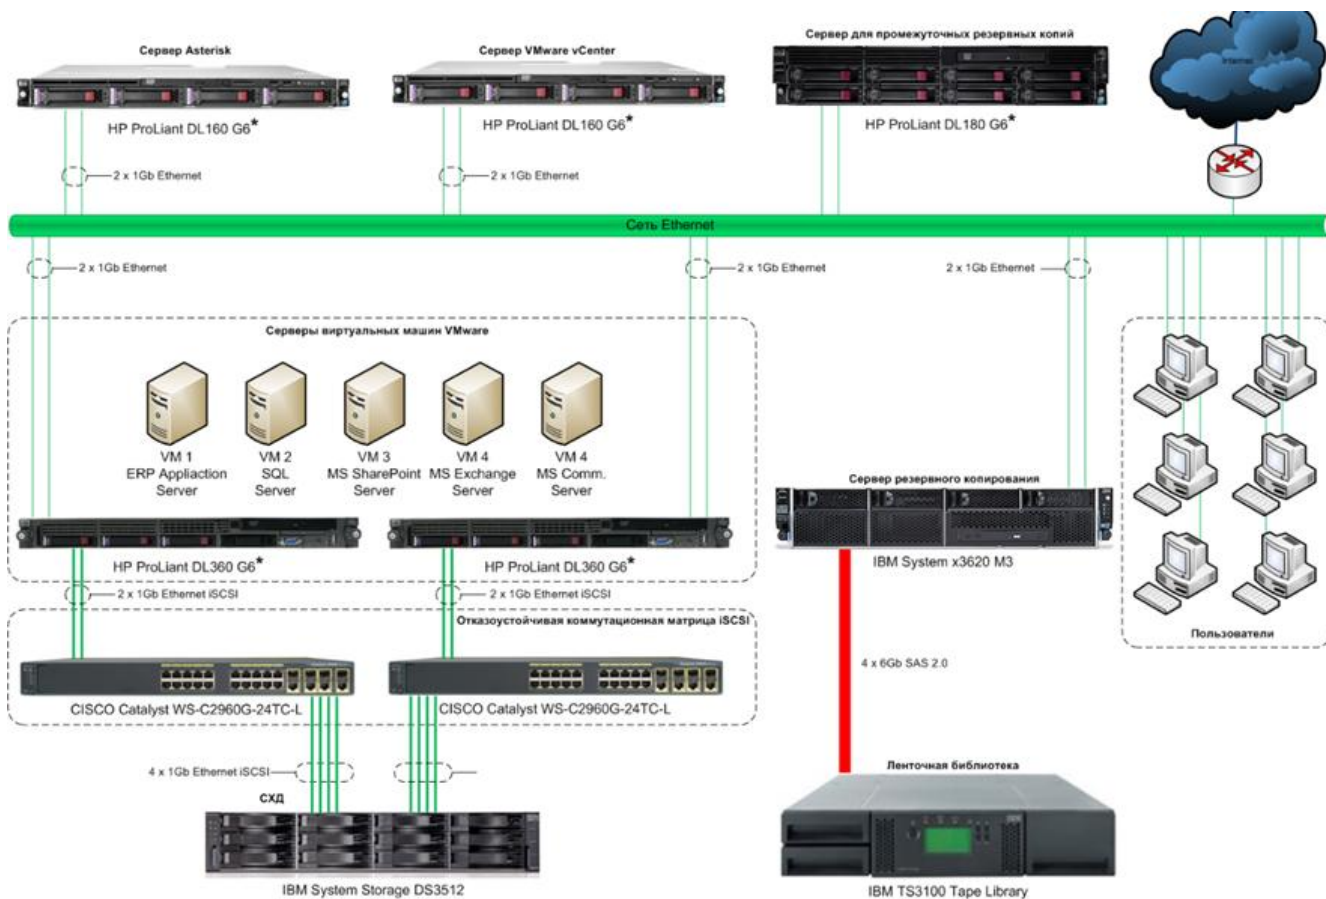 Сервер Asterisk
Сервер VMware vCenter
Сервер для промежуточных резервных копий
Internet
HP ProLiant DL160 G6*
HP ProLiant DL160 G6*
HP ProLiant DL180 G6*
2 x 1Gb Ethernet
2 x 1Gb Ethernet
Сеть Ethernet
2 x 1Gb Ethernet
2 x 1Gb Ethernet
2 x 1Gb Ethernet
Серверы виртуальных машин VMware
VM 1
ERP Appliaction
Server
VM 2
SQL
Server
VM 3
MS SharePoint
Server
VM 4
MS Exchange
Server
VM 4
MS Comm.
Server
HP ProLiant DL360 G6*
HP ProLiant DL360 G6*
Сервер резервного копирования
IBM System x3620 M3
Пользователи
2 x 1Gb Ethernet iSCSI
2 x 1Gb Ethernet iSCSI
Отказоустойчивая коммутационная матрица iSCSI
CISCO Catalyst WS-C2960G-24TC-L
CISCO Catalyst WS-C2960G-24TC-L
4 x 6Gb SAS 2.0
4 x 1Gb Ethernet iSCSI
СХД
IBM System Storage DS3512
Ленточная библиотека
IBM
IBM TS3100 Tape Library